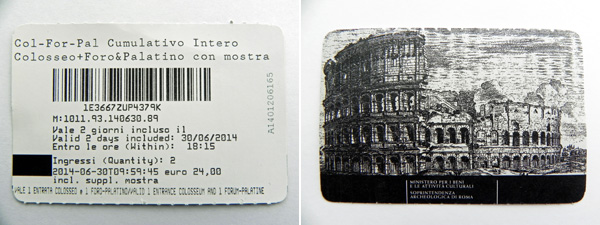 Col-For-Pal Cumulativo Intero
Colosseo+Foro&Palatino con mostra
1E3667ZUP4379K
M:1011.93.140630.89
Vale 2 giorni incluso il
Valid 2 days included: 30/06/2014
Entro le ore (Within): 18:15
Ingressi (Quantity): 2
2014-06-30T09:59:45 euro 24,00
incl. suppl. mostra
VALE 1 ENTRATA COLOSSEO e 1 FORO-PALATINO/VALID 1 ENTRANCE COLOSSEUM AND 1 FORUM-PALATINE
A1401206165
MINISTERO PER I BENI
E LE ATTIVITÀ CULTURALI
SOPRINTENDENZA
ARCHEOLOGICA DI ROMA